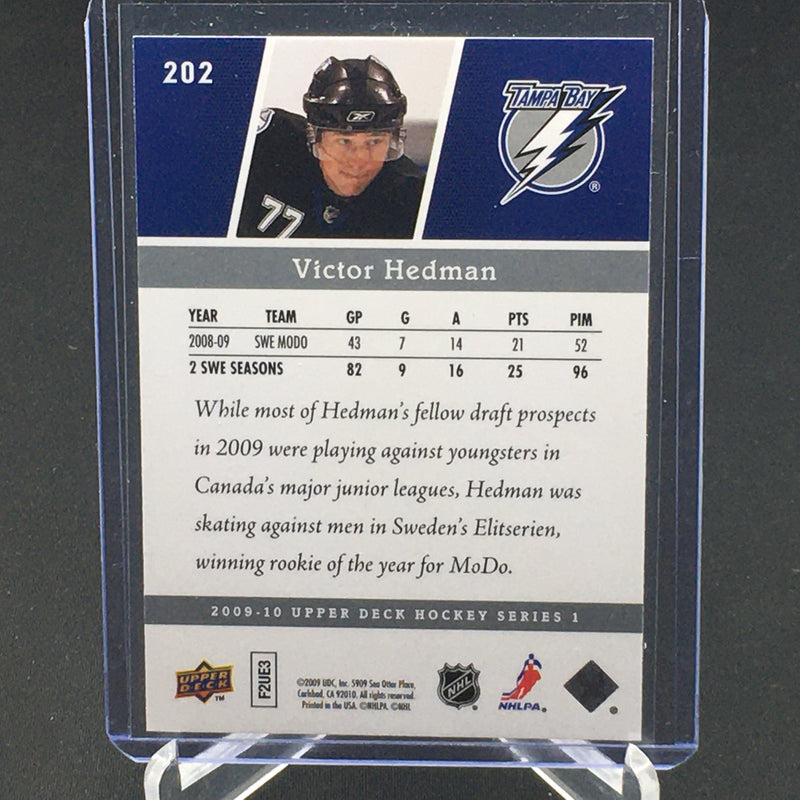 202
TAMPA BAY
®
77
Victor Hedman
YEAR TEAM GP G A PTS PIM
2008-09 SWE MODO 43 7 14 21 52
2 SWE SEASONS 82 9 16 25 96
While most of Hedman's fellow draft prospects
in 2009 were playing against youngsters in
Canada's major junior leagues, Hedman was
skating against men in Sweden's Elitserien,
winning rookie of the year for MoDo.
2009-10 UPPER DECK HOCKEY SERIES 1
UPPER DECK TM
F2UE3
©2009 UDC, Inc. 5909 Sea Otter Place,
Carlsbad, CA 92010. All rights reserved.
Printed in the USA. ©NHLPA. ©NHL
NHL
NHLPA.